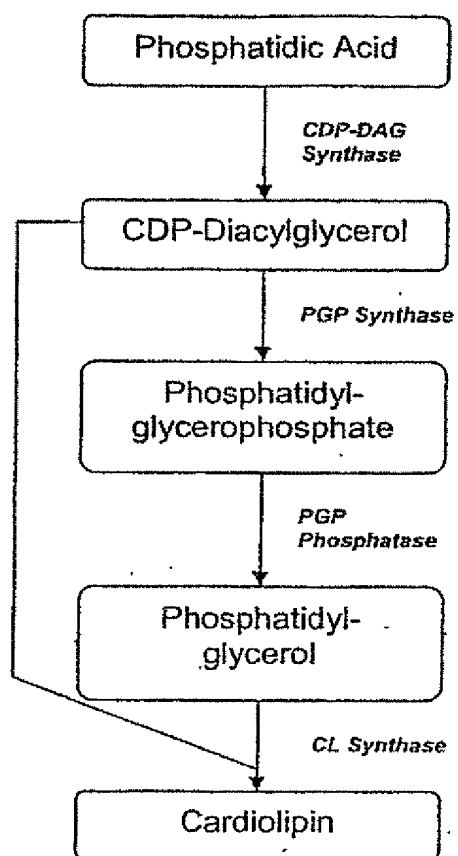 Phosphatidic Acid
CDP-DAG
Synthase
CDP-Diacylglycerol
PGP Synthase
Phosphatidyl-
glycerophosphate
PGP
Phosphatase
Phosphatidyl-
glycerol
CL Synthase
Cardiolipin